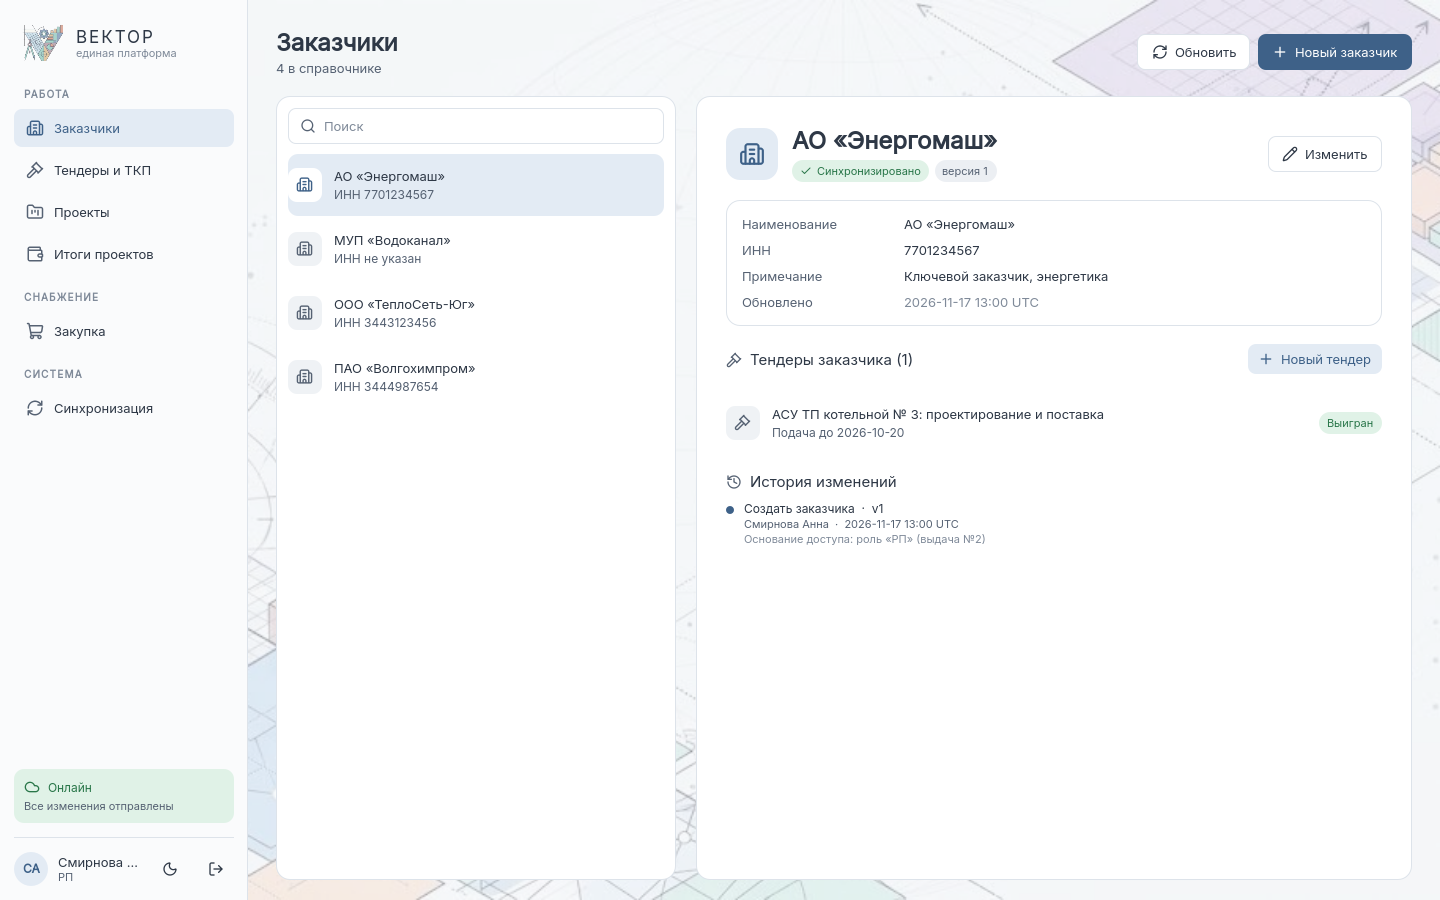 ВЕКТОР
единая платформа
РАБОТА
Заказчики
Тендеры и ТКП
Проекты
Итоги проектов
СНАБЖЕНИЕ
Закупка
СИСТЕМА
Синхронизация
Онлайн
Все изменения отправлены
СА
Смирнова ...
РП
Заказчики
4 в справочнике
Обновить
Новый заказчик
Поиск
АО «Энергомаш»
ИНН 7701234567
МУП «Водоканал»
ИНН не указан
ООО «ТеплоСеть-Юг»
ИНН 3443123456
ПАО «Волгохимпром»
ИНН 3444987654
АО «Энергомаш»
Синхронизировано
версия 1
Изменить
Наименование АО «Энергомаш»
ИНН 7701234567
Примечание Ключевой заказчик, энергетика
Обновлено 2026-11-17 13:00 UTC
Тендеры заказчика (1)
Новый тендер
АСУ ТП котельной № 3: проектирование и поставка
Подача до 2026-10-20
Выигран
История изменений
Создать заказчика · v1
Смирнова Анна · 2026-11-17 13:00 UTC
Основание доступа: роль «РП» (выдача №2)